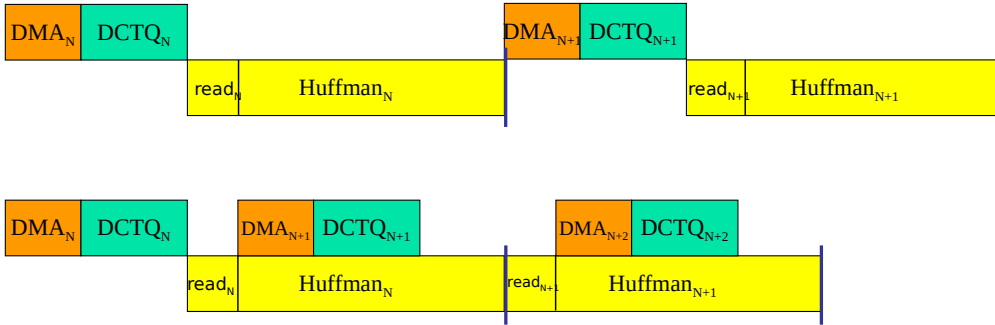 DMA_N DCTQ_N DMA_N+1 DCTQ_N+1
read_N Huffman_N read_N+1 Huffman_N+1
DMA_N DCTQ_N DMA_N+1 DCTQ_N+1 DMA_N+2 DCTQ_N+2
read_N Huffman_N read_N+1 Huffman_N+1